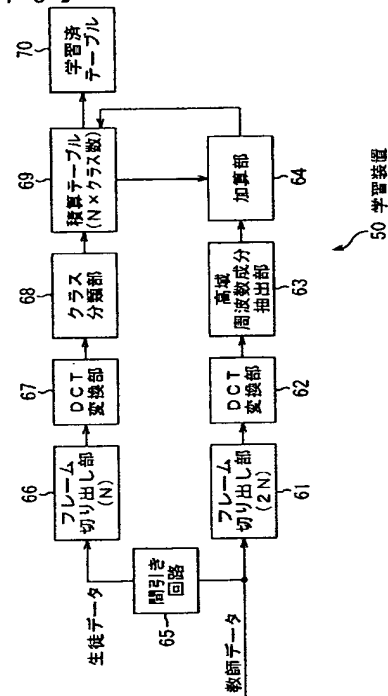 教師データ
間引き
回路
65
生徒データ
フレーム
切り出し部
(N)
66
DCT
変換部
67
クラス
分類部
68
積算テーブル
(N×クラス数)
69
学習済
テーブル
70
フレーム
切り出し部
(2N)
61
DCT
変換部
62
高域
周波数成分
抽出部
63
加算部
64
50 学習装置